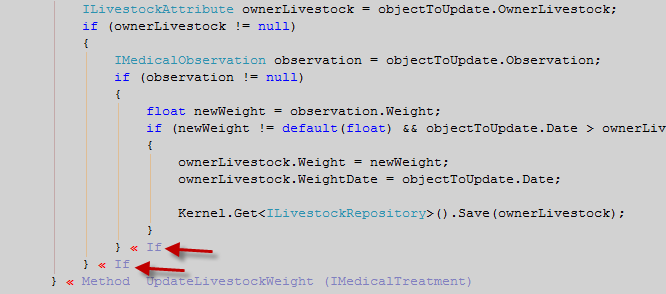 ILivestockAttribute ownerLivestock = objectToUpdate.OwnerLivestock;
if (ownerLivestock != null)
{
IMedicalObservation observation = objectToUpdate.Observation;
if (observation != null)
{
float newWeight = observation.Weight;
if (newWeight != default(float) && objectToUpdate.Date > ownerLiv
{
ownerLivestock.Weight = newWeight;
ownerLivestock.WeightDate = objectToUpdate.Date;
Kernel.Get<ILivestockRepository>().Save(ownerLivestock);
}
} « If
} « If
} « Method UpdateLivestockWeight (IMedicalTreatment)